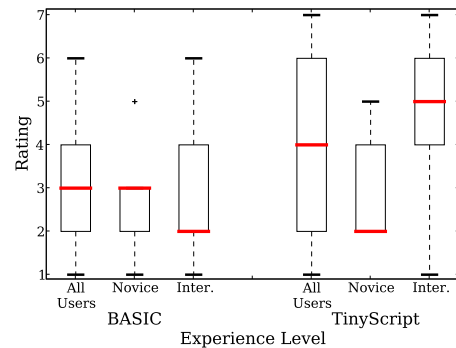 7
6
5
4
3
2
1
Rating
All Users Novice Inter. All Users Novice Inter.
BASIC TinyScript
Experience Level